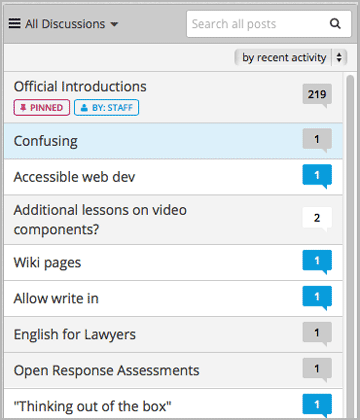 All Discussions
Search all posts
by recent activity
Official Introductions
219
PINNED
BY: STAFF
Confusing
1
Accessible web dev
1
Additional lessons on video
components?
2
Wiki pages
1
Allow write in
1
English for Lawyers
1
Open Response Assessments
1
"Thinking out of the box"
1